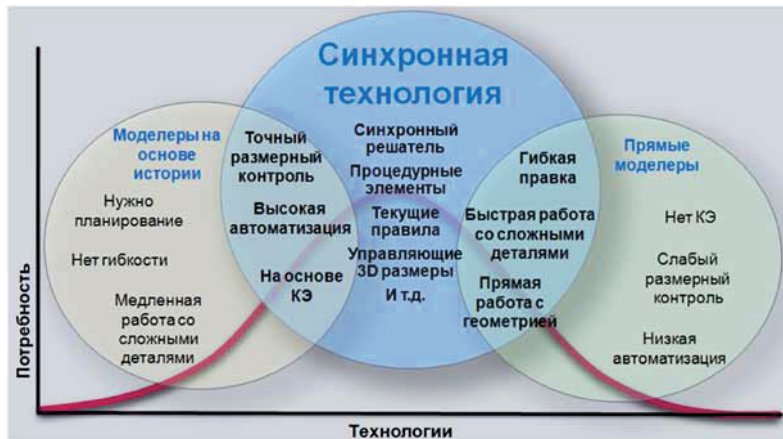 Синхронная
технология
Моделеры на
основе
истории
Нужно
планирование
Нет гибкости
Медленная
работа со
сложными
деталями
Точный
размерный
контроль
Высокая
автоматизация
На основе
КЭ
Синхронный
решатель
Процедурные
элементы
Текущие
правила
Управляющие
3D размеры
И т.д.
Гибкая
правка
Быстрая работа
со сложными
деталями
Прямая
работа с
геометрией
Прямые
моделеры
Нет КЭ
Слабый
размерный
контроль
Низкая
автоматизация
Потребность
Технологии